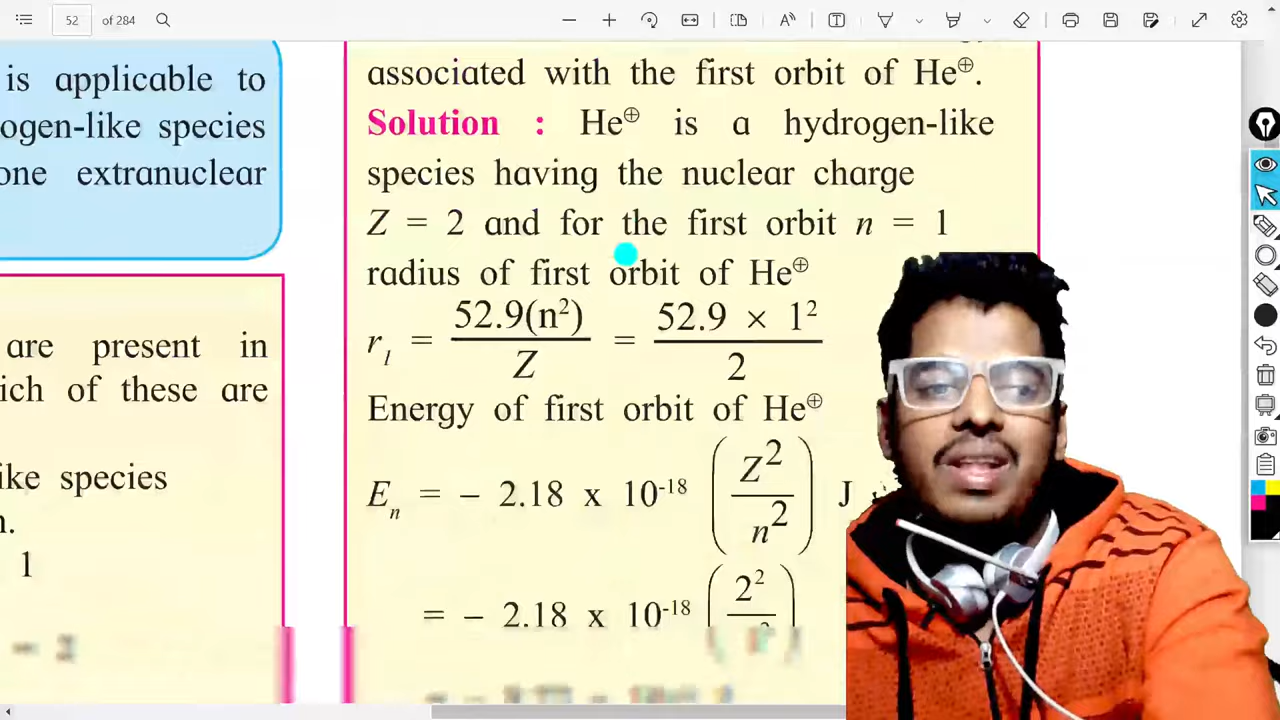 52 of 284
is applicable to
ogen-like species
one extranuclear
are present in
ich of these are
ike species
n.
1
associated with the first orbit of He⊕.
Solution : He⊕ is a hydrogen-like
species having the nuclear charge
Z = 2 and for the first orbit n = 1
radius of first orbit of He⊕
r₁ = 52.9(n²)/Z = 52.9 × 1²/2
Energy of first orbit of He⊕
Eₙ = – 2.18 x 10⁻¹⁸ (Z²/n²) J
= – 2.18 x 10⁻¹⁸ (2²